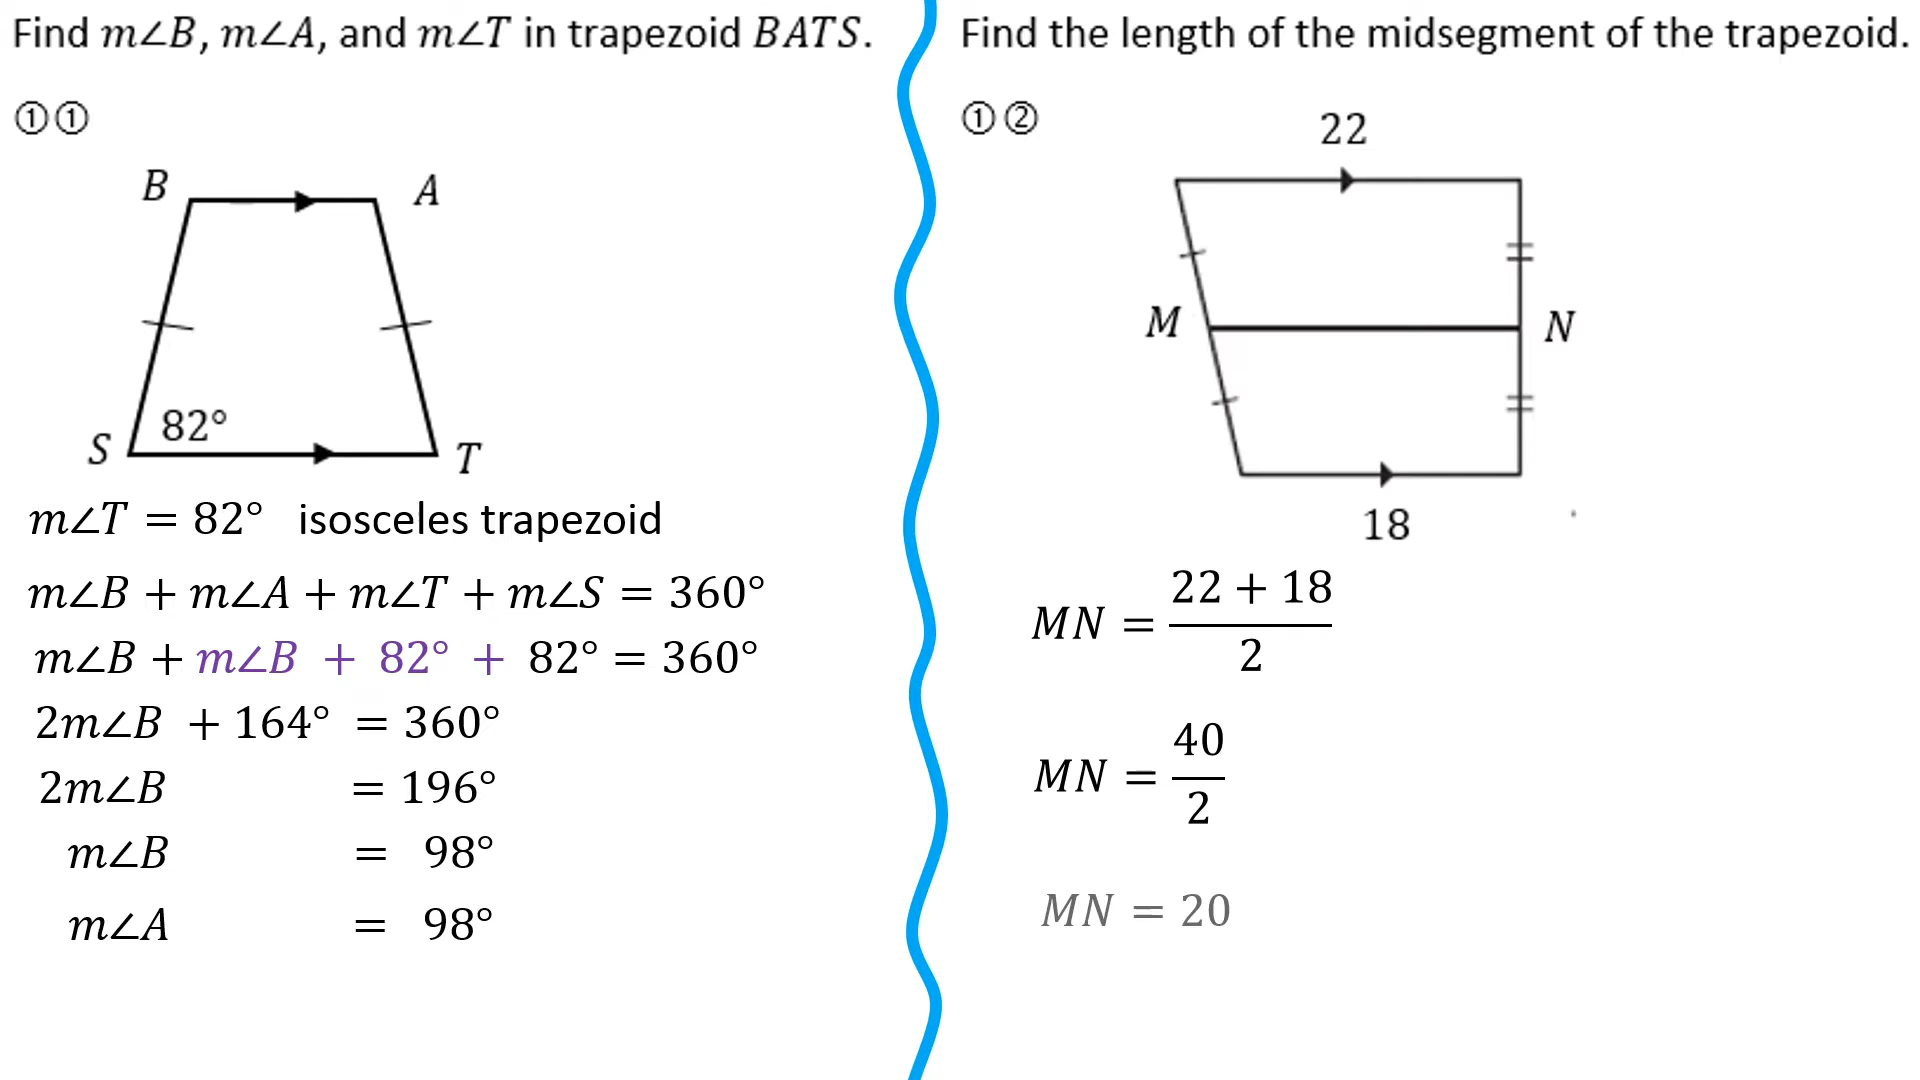 Find m∠B, m∠A, and m∠T in trapezoid BATS.
①①
B
A
82°
S
T
m∠T = 82° isosceles trapezoid
m∠B + m∠A + m∠T + m∠S = 360°
m∠B + m∠B + 82° + 82° = 360°
2m∠B + 164° = 360°
2m∠B = 196°
m∠B = 98°
m∠A = 98°
Find the length of the midsegment of the trapezoid.
①②
22
M
N
18
MN = 22 + 18 / 2
MN = 40 / 2
MN = 20